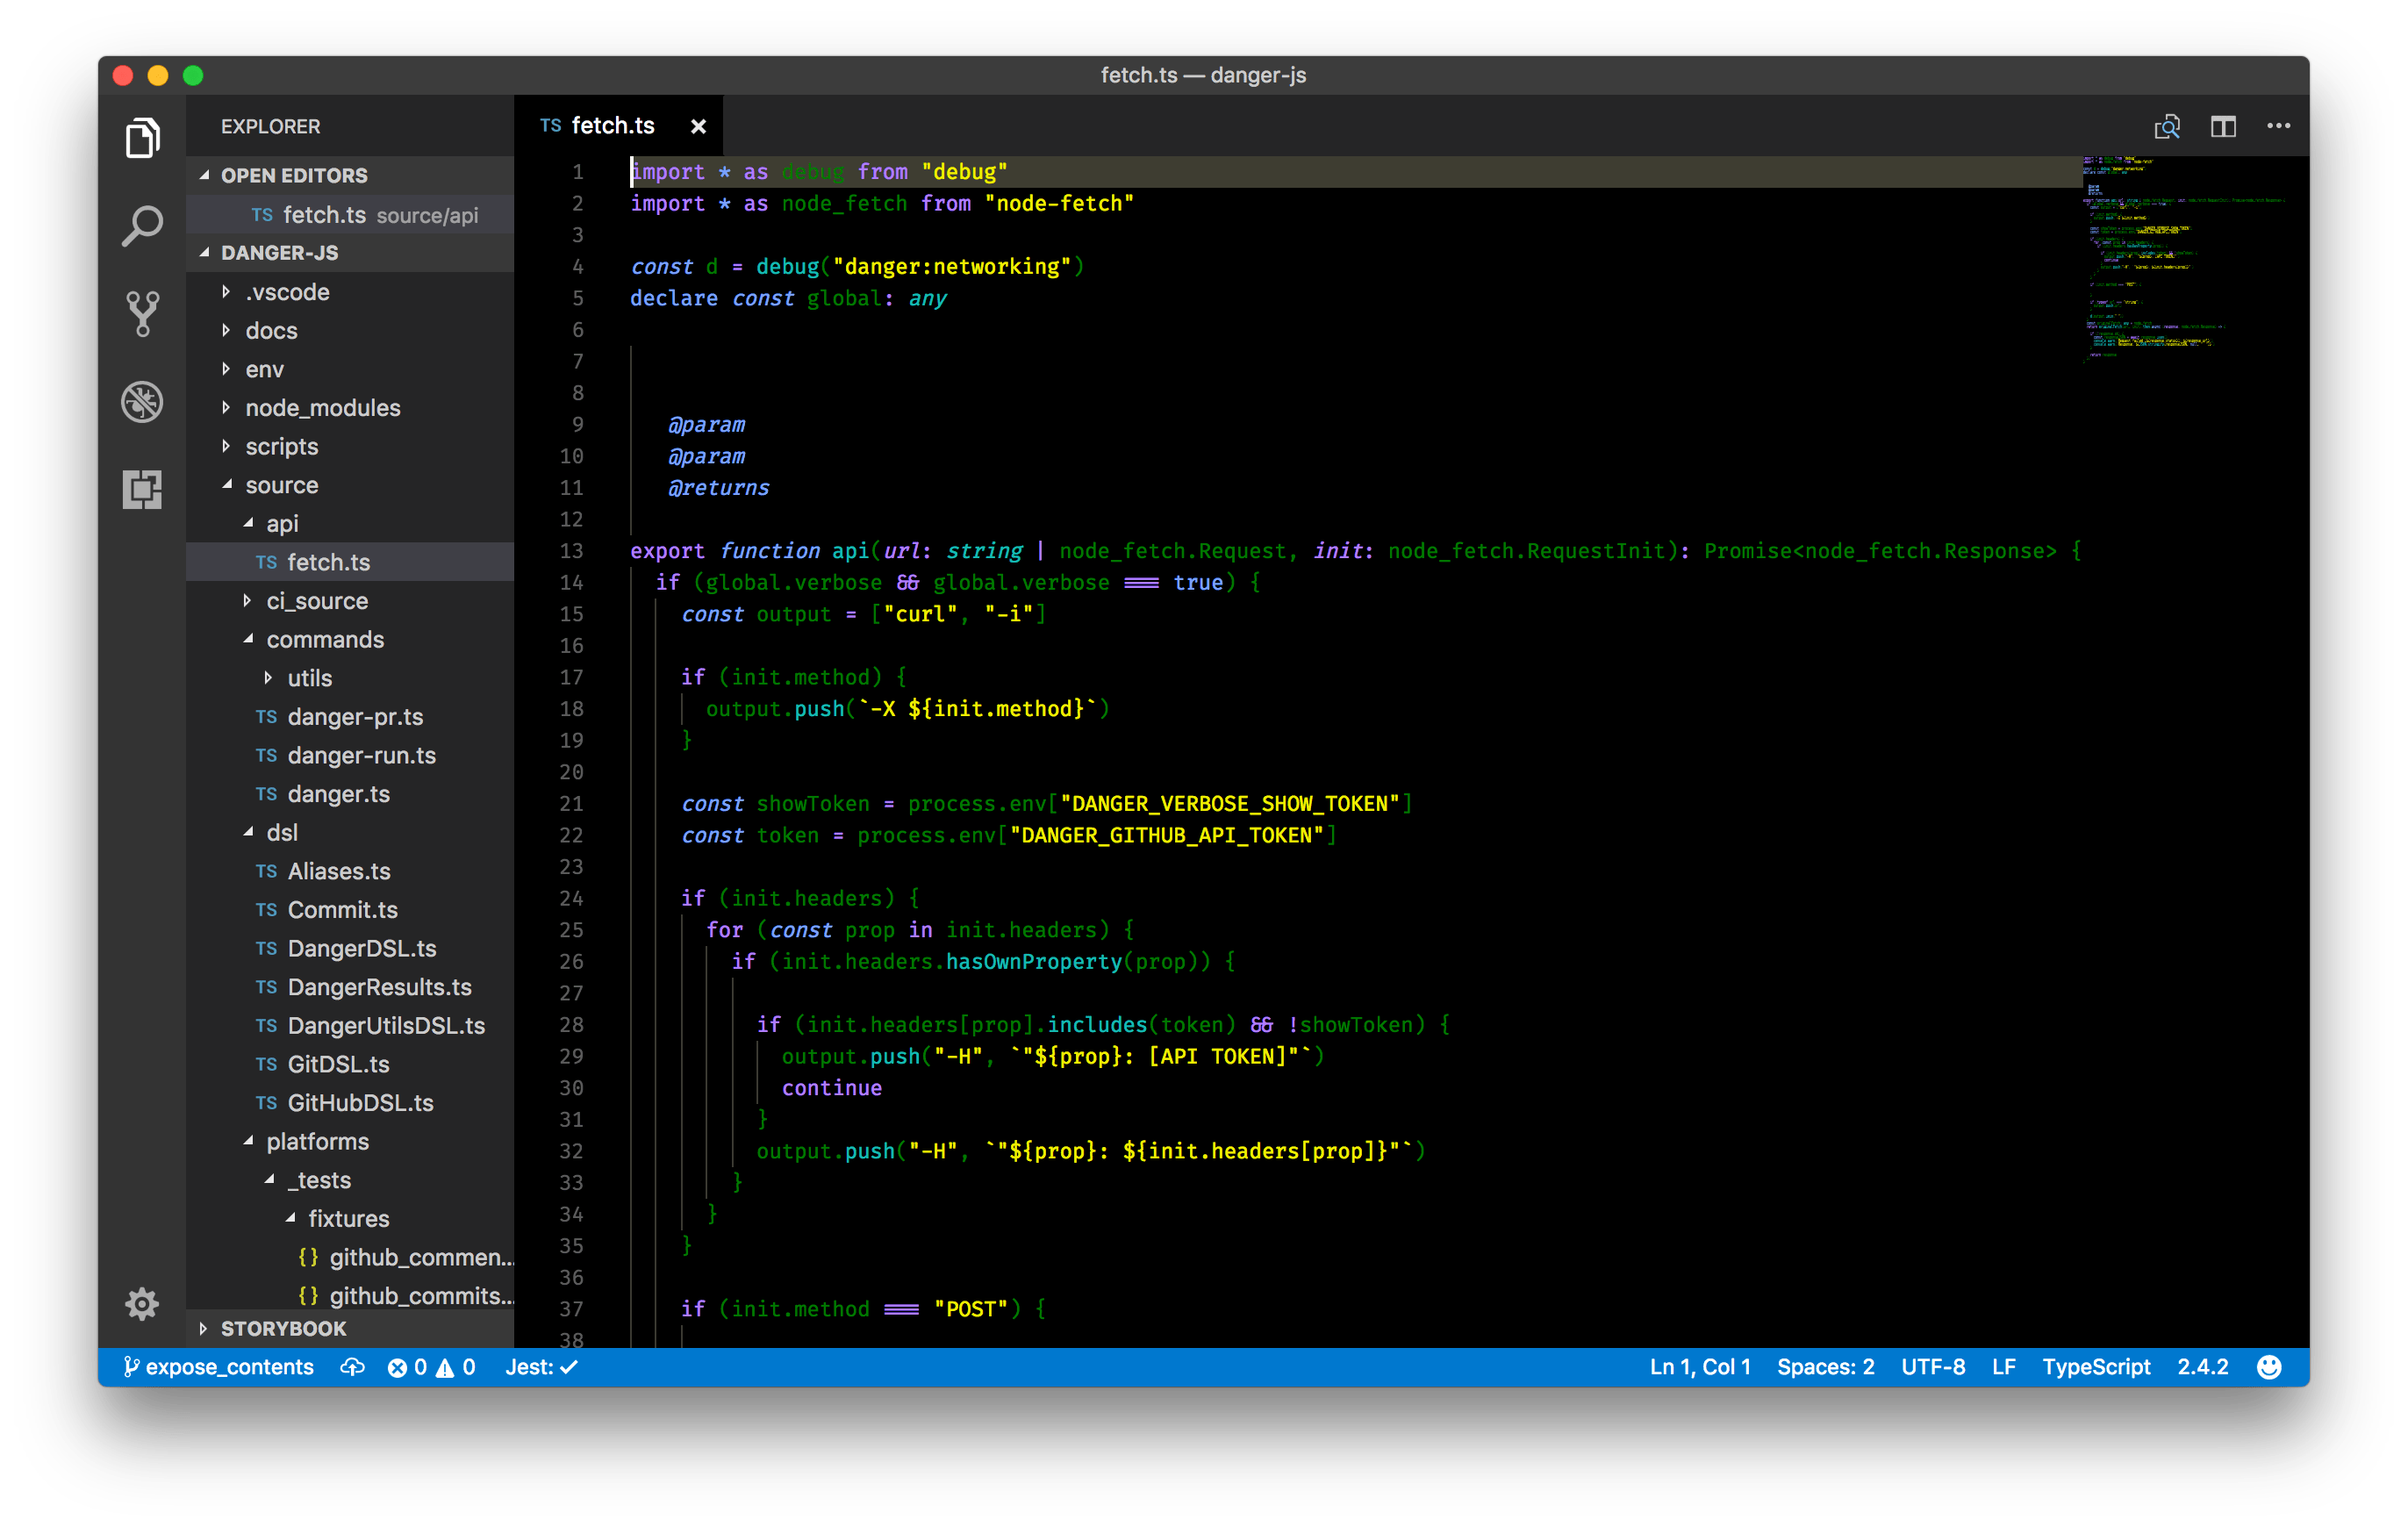 fetch.ts — danger-js
EXPLORER
OPEN EDITORS
TS fetch.ts source/api
DANGER-JS
.vscode
docs
env
node_modules
scripts
source
api
TS fetch.ts
ci_source
commands
utils
TS danger-pr.ts
TS danger-run.ts
TS danger.ts
dsl
TS Aliases.ts
TS Commit.ts
TS DangerDSL.ts
TS DangerResults.ts
TS DangerUtilsDSL.ts
TS GitDSL.ts
TS GitHubDSL.ts
platforms
_tests
fixtures
{} github_commen...
{} github_commits...
STORYBOOK
TS fetch.ts ×
1 import * as debug from "debug"
2 import * as node_fetch from "node-fetch"
3
4 const d = debug("danger:networking")
5 declare const global: any
6
7
8
9 @param
10 @param
11 @returns
12
13 export function api(url: string | node_fetch.Request, init: node_fetch.RequestInit): Promise<node_fetch.Response> {
14 if (global.verbose && global.verbose === true) {
15 const output = ["curl", "-i"]
16
17 if (init.method) {
18 output.push(`-X ${init.method}`)
19 }
20
21 const showToken = process.env["DANGER_VERBOSE_SHOW_TOKEN"]
22 const token = process.env["DANGER_GITHUB_API_TOKEN"]
23
24 if (init.headers) {
25 for (const prop in init.headers) {
26 if (init.headers.hasOwnProperty(prop)) {
27
28 if (init.headers[prop].includes(token) && !showToken) {
29 output.push("-H", `"${prop}: [API TOKEN]"`)
30 continue
31 }
32 output.push("-H", `"${prop}: ${init.headers[prop]}"`)
33 }
34 }
35 }
36
37 if (init.method === "POST") {
38
expose_contents 0 0 Jest: ✓
Ln 1, Col 1 Spaces: 2 UTF-8 LF TypeScript 2.4.2